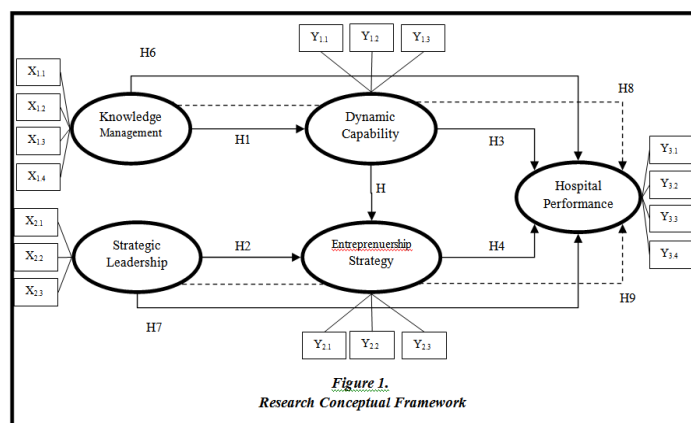 H6
Y1.1
Y1.2
Y1.3
X1.1
X1.2
X1.3
X1.4
Knowledge
Management
H1
Dynamic
Capability
H3
H8
H
Hospital
Performance
Y3.1
Y3.2
Y3.3
Y3.4
X2.1
X2.2
X2.3
Strategic
Leadership
H2
Entreprenuership
Strategy
H4
H7
H9
Y2.1
Y2.2
Y2.3
Figure 1.
Research Conceptual Framework